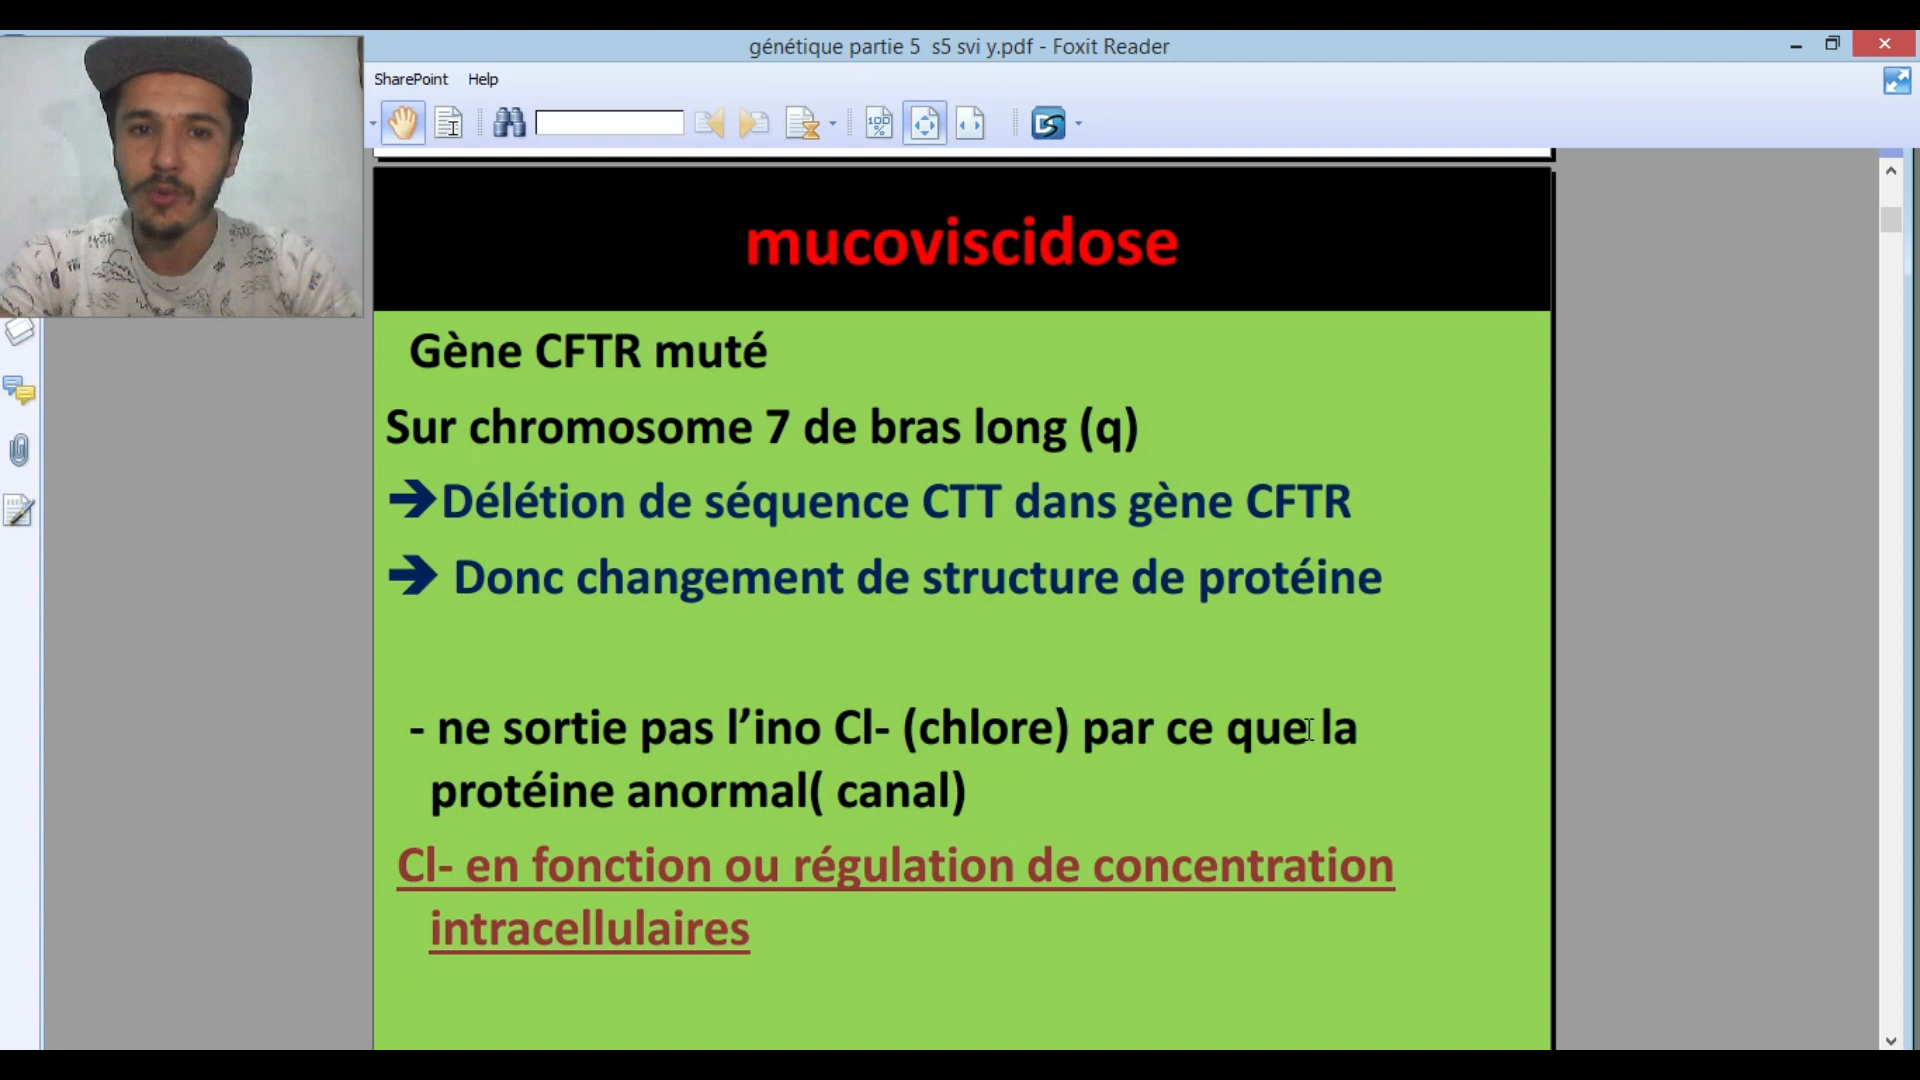 génétique partie 5 s5 svi y.pdf - Foxit Reader
SharePoint Help
100 %
mucoviscidose
Gène CFTR muté
Sur chromosome 7 de bras long (q)
➔Délétion de séquence CTT dans gène CFTR
➔ Donc changement de structure de protéine
- ne sortie pas l’ino Cl- (chlore) par ce que la
protéine anormal( canal)
Cl- en fonction ou régulation de concentration
intracellulaires